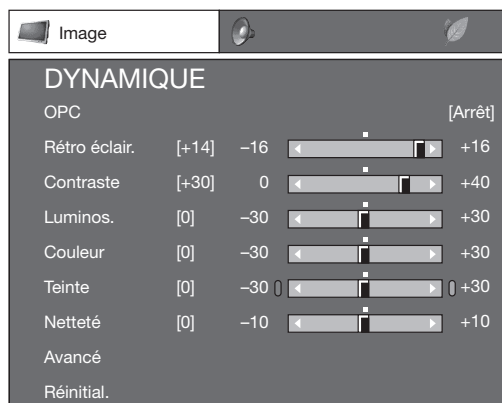 Image
DYNAMIQUE
OPC [Arrêt]
Rétro éclair. [+14] –16 +16
Contraste [+30] 0 +40
Luminos. [0] –30 +30
Couleur [0] –30 +30
Teinte [0] –30 +30
Netteté [0] –10 +10
Avancé
Réinitial.